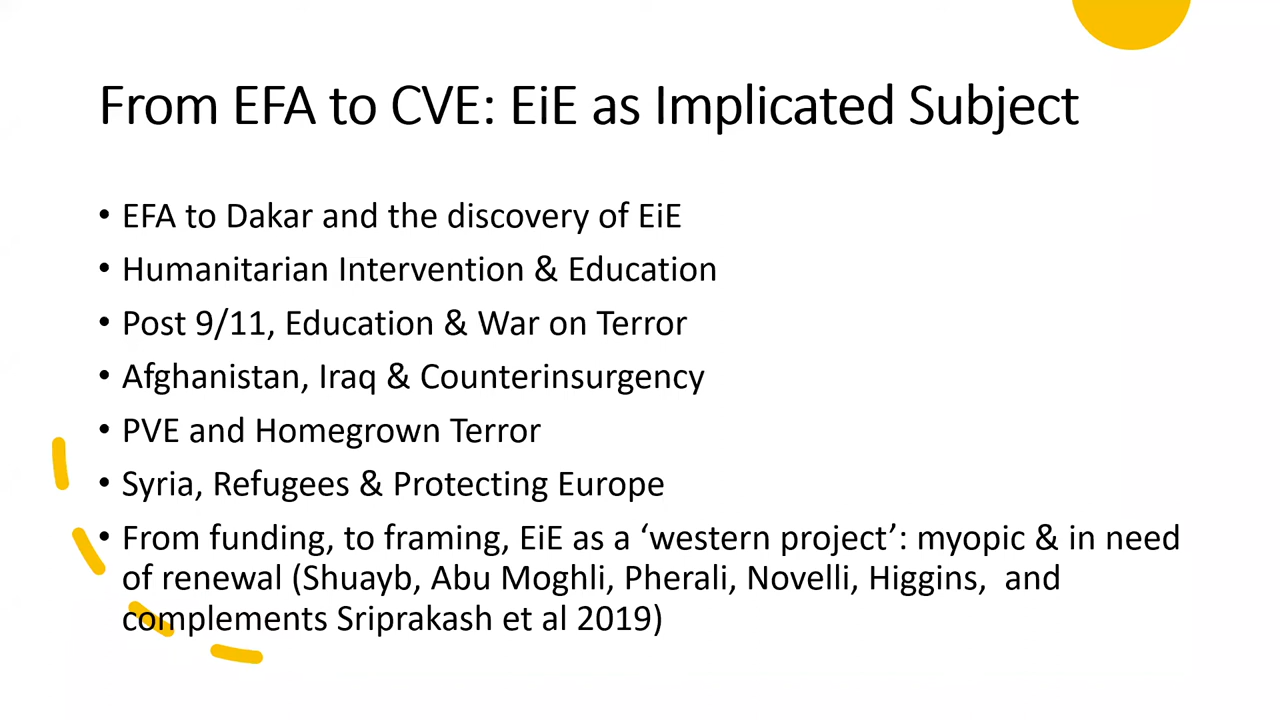 From EFA to CVE: EiE as Implicated Subject
• EFA to Dakar and the discovery of EiE
• Humanitarian Intervention & Education
• Post 9/11, Education & War on Terror
• Afghanistan, Iraq & Counterinsurgency
• PVE and Homegrown Terror
• Syria, Refugees & Protecting Europe
• From funding, to framing, EiE as a ‘western project’: myopic & in need
of renewal (Shuayb, Abu Moghli, Pherali, Novelli, Higgins,  and
complements Sriprakash et al 2019)